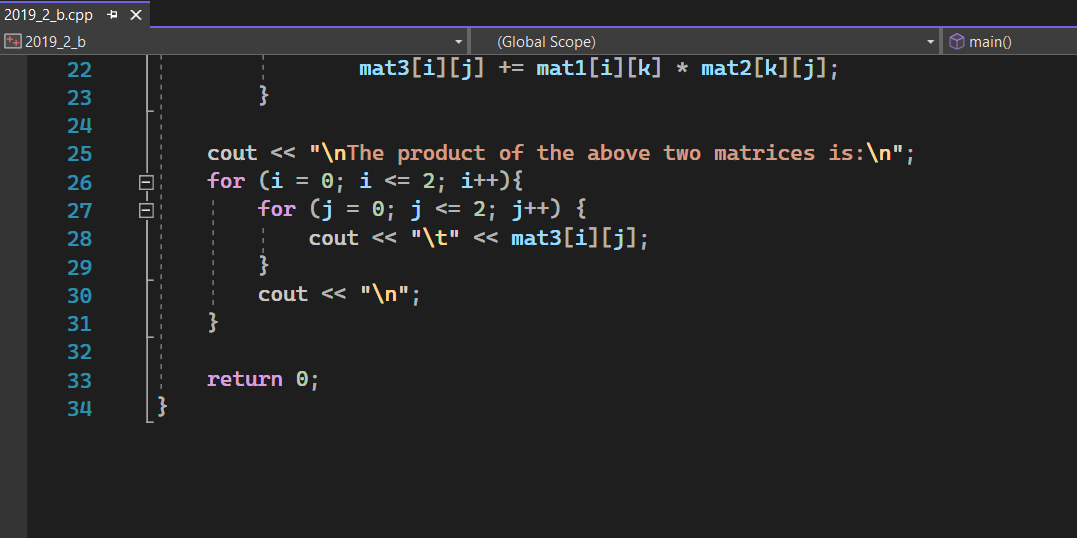 2019_2_b.cpp
2019_2_b (Global Scope) main()
22 mat3[i][j] += mat1[i][k] * mat2[k][j];
23 }
24
25 cout << "\nThe product of the above two matrices is:\n";
26 for (i = 0; i <= 2; i++){
27 for (j = 0; j <= 2; j++) {
28 cout << "\t" << mat3[i][j];
29 }
30 cout << "\n";
31 }
32
33 return 0;
34 }